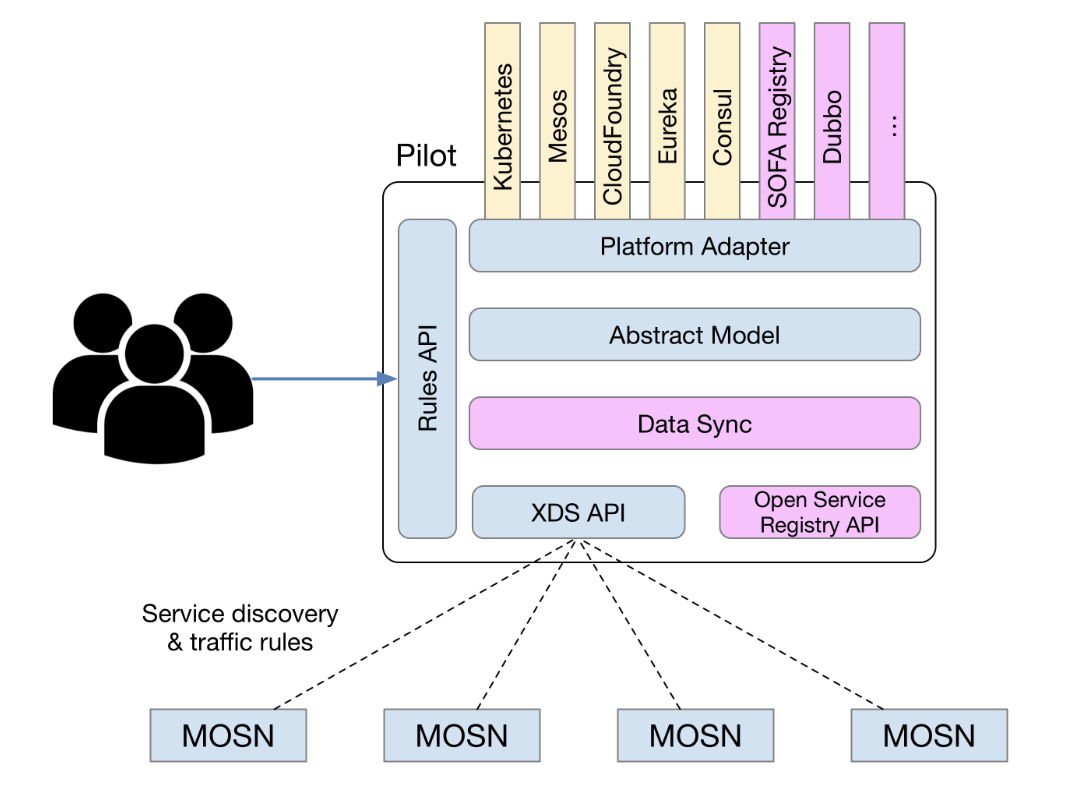 Pilot
Kubernetes
Mesos
CloudFoundry
Eureka
Consul
SOFA Registry
Dubbo
...
Rules API
Platform Adapter
Abstract Model
Data Sync
XDS API
Open Service
Registry API
Service discovery
& traffic rules
MOSN
MOSN
MOSN
MOSN